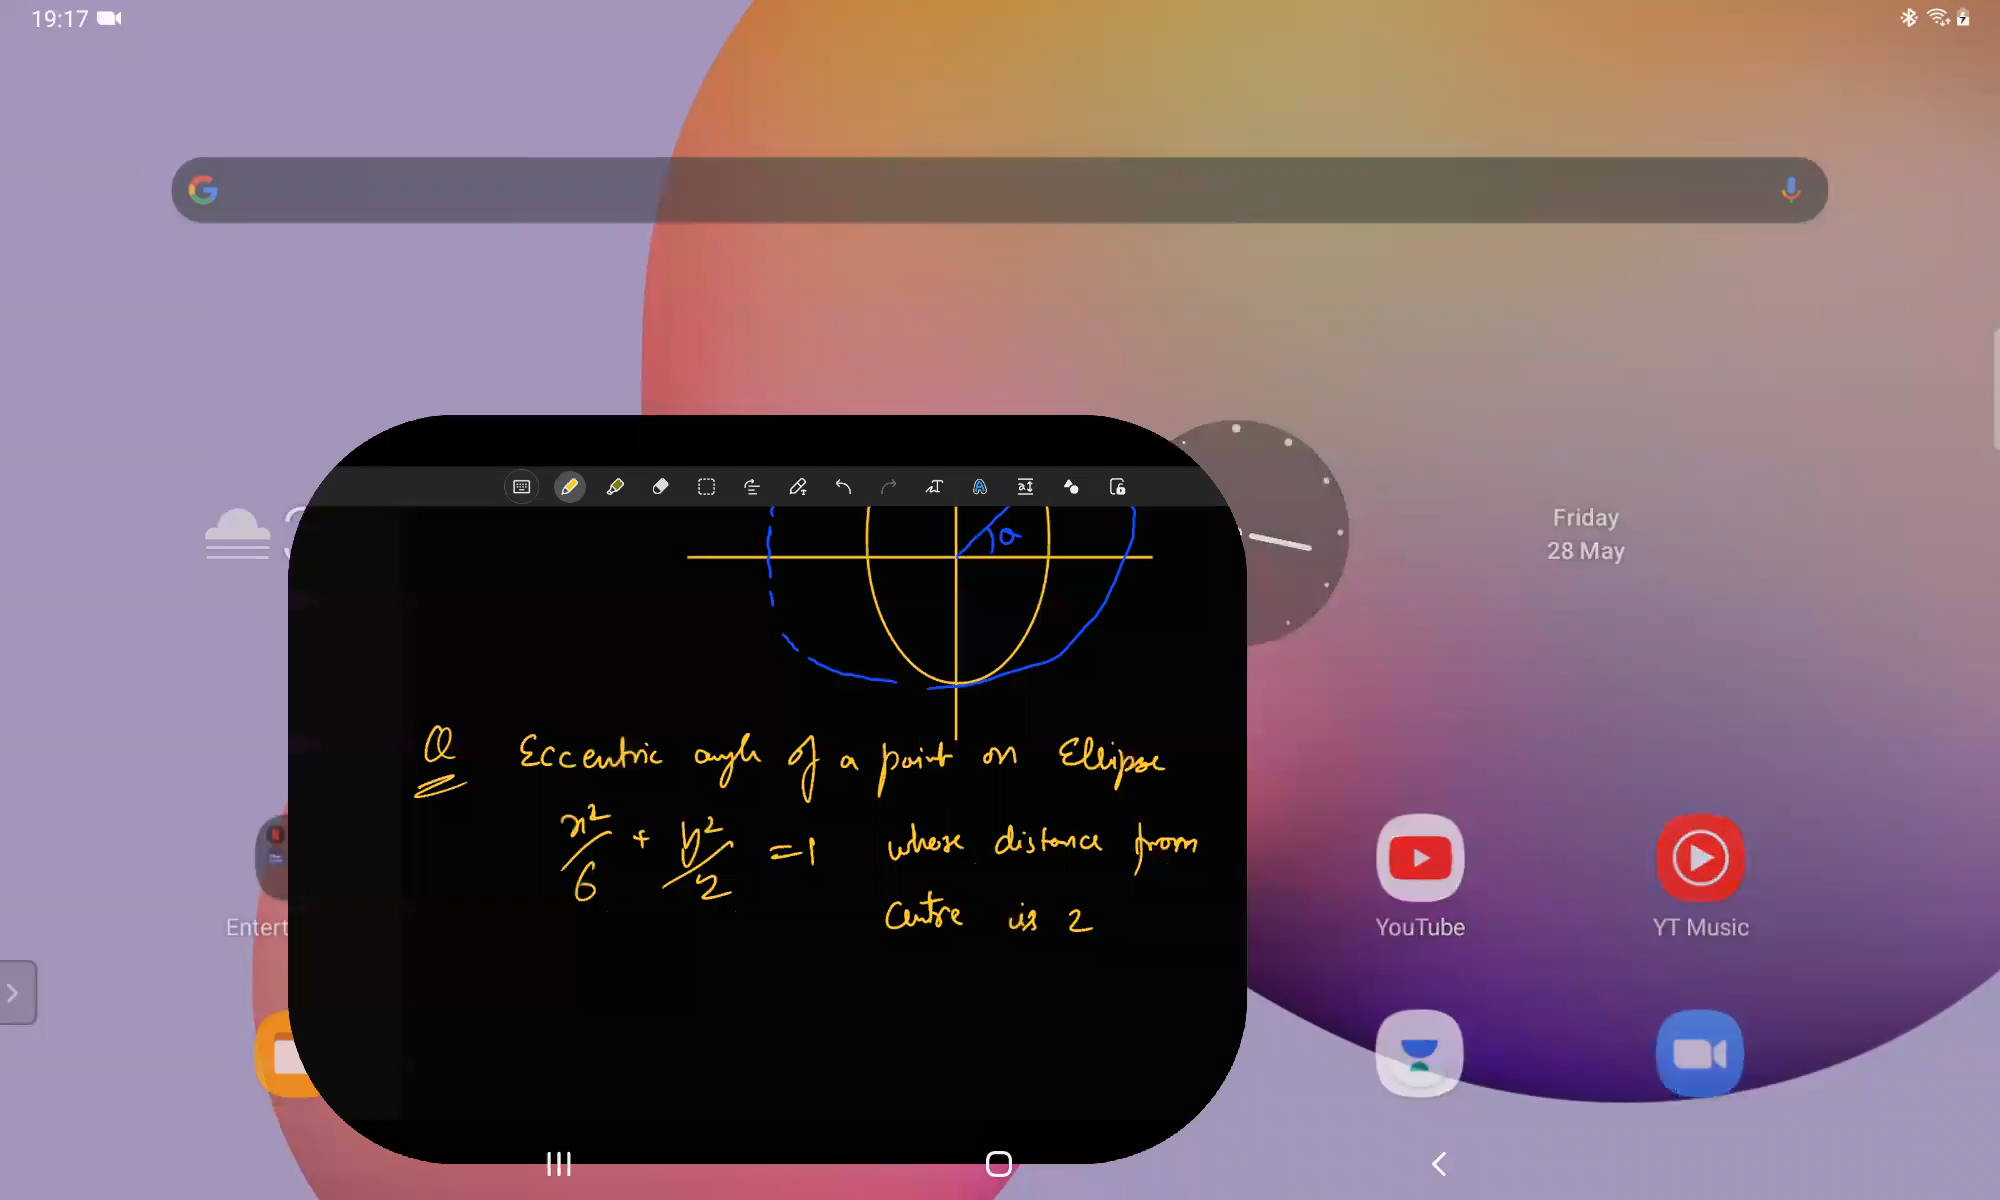 19:17
Friday
28 May
α
Q Eccentric angle of a point on Ellipse
x²/6 + y²/2 = 1 whose distance from
Centre is 2
YouTube
YT Music
Entert